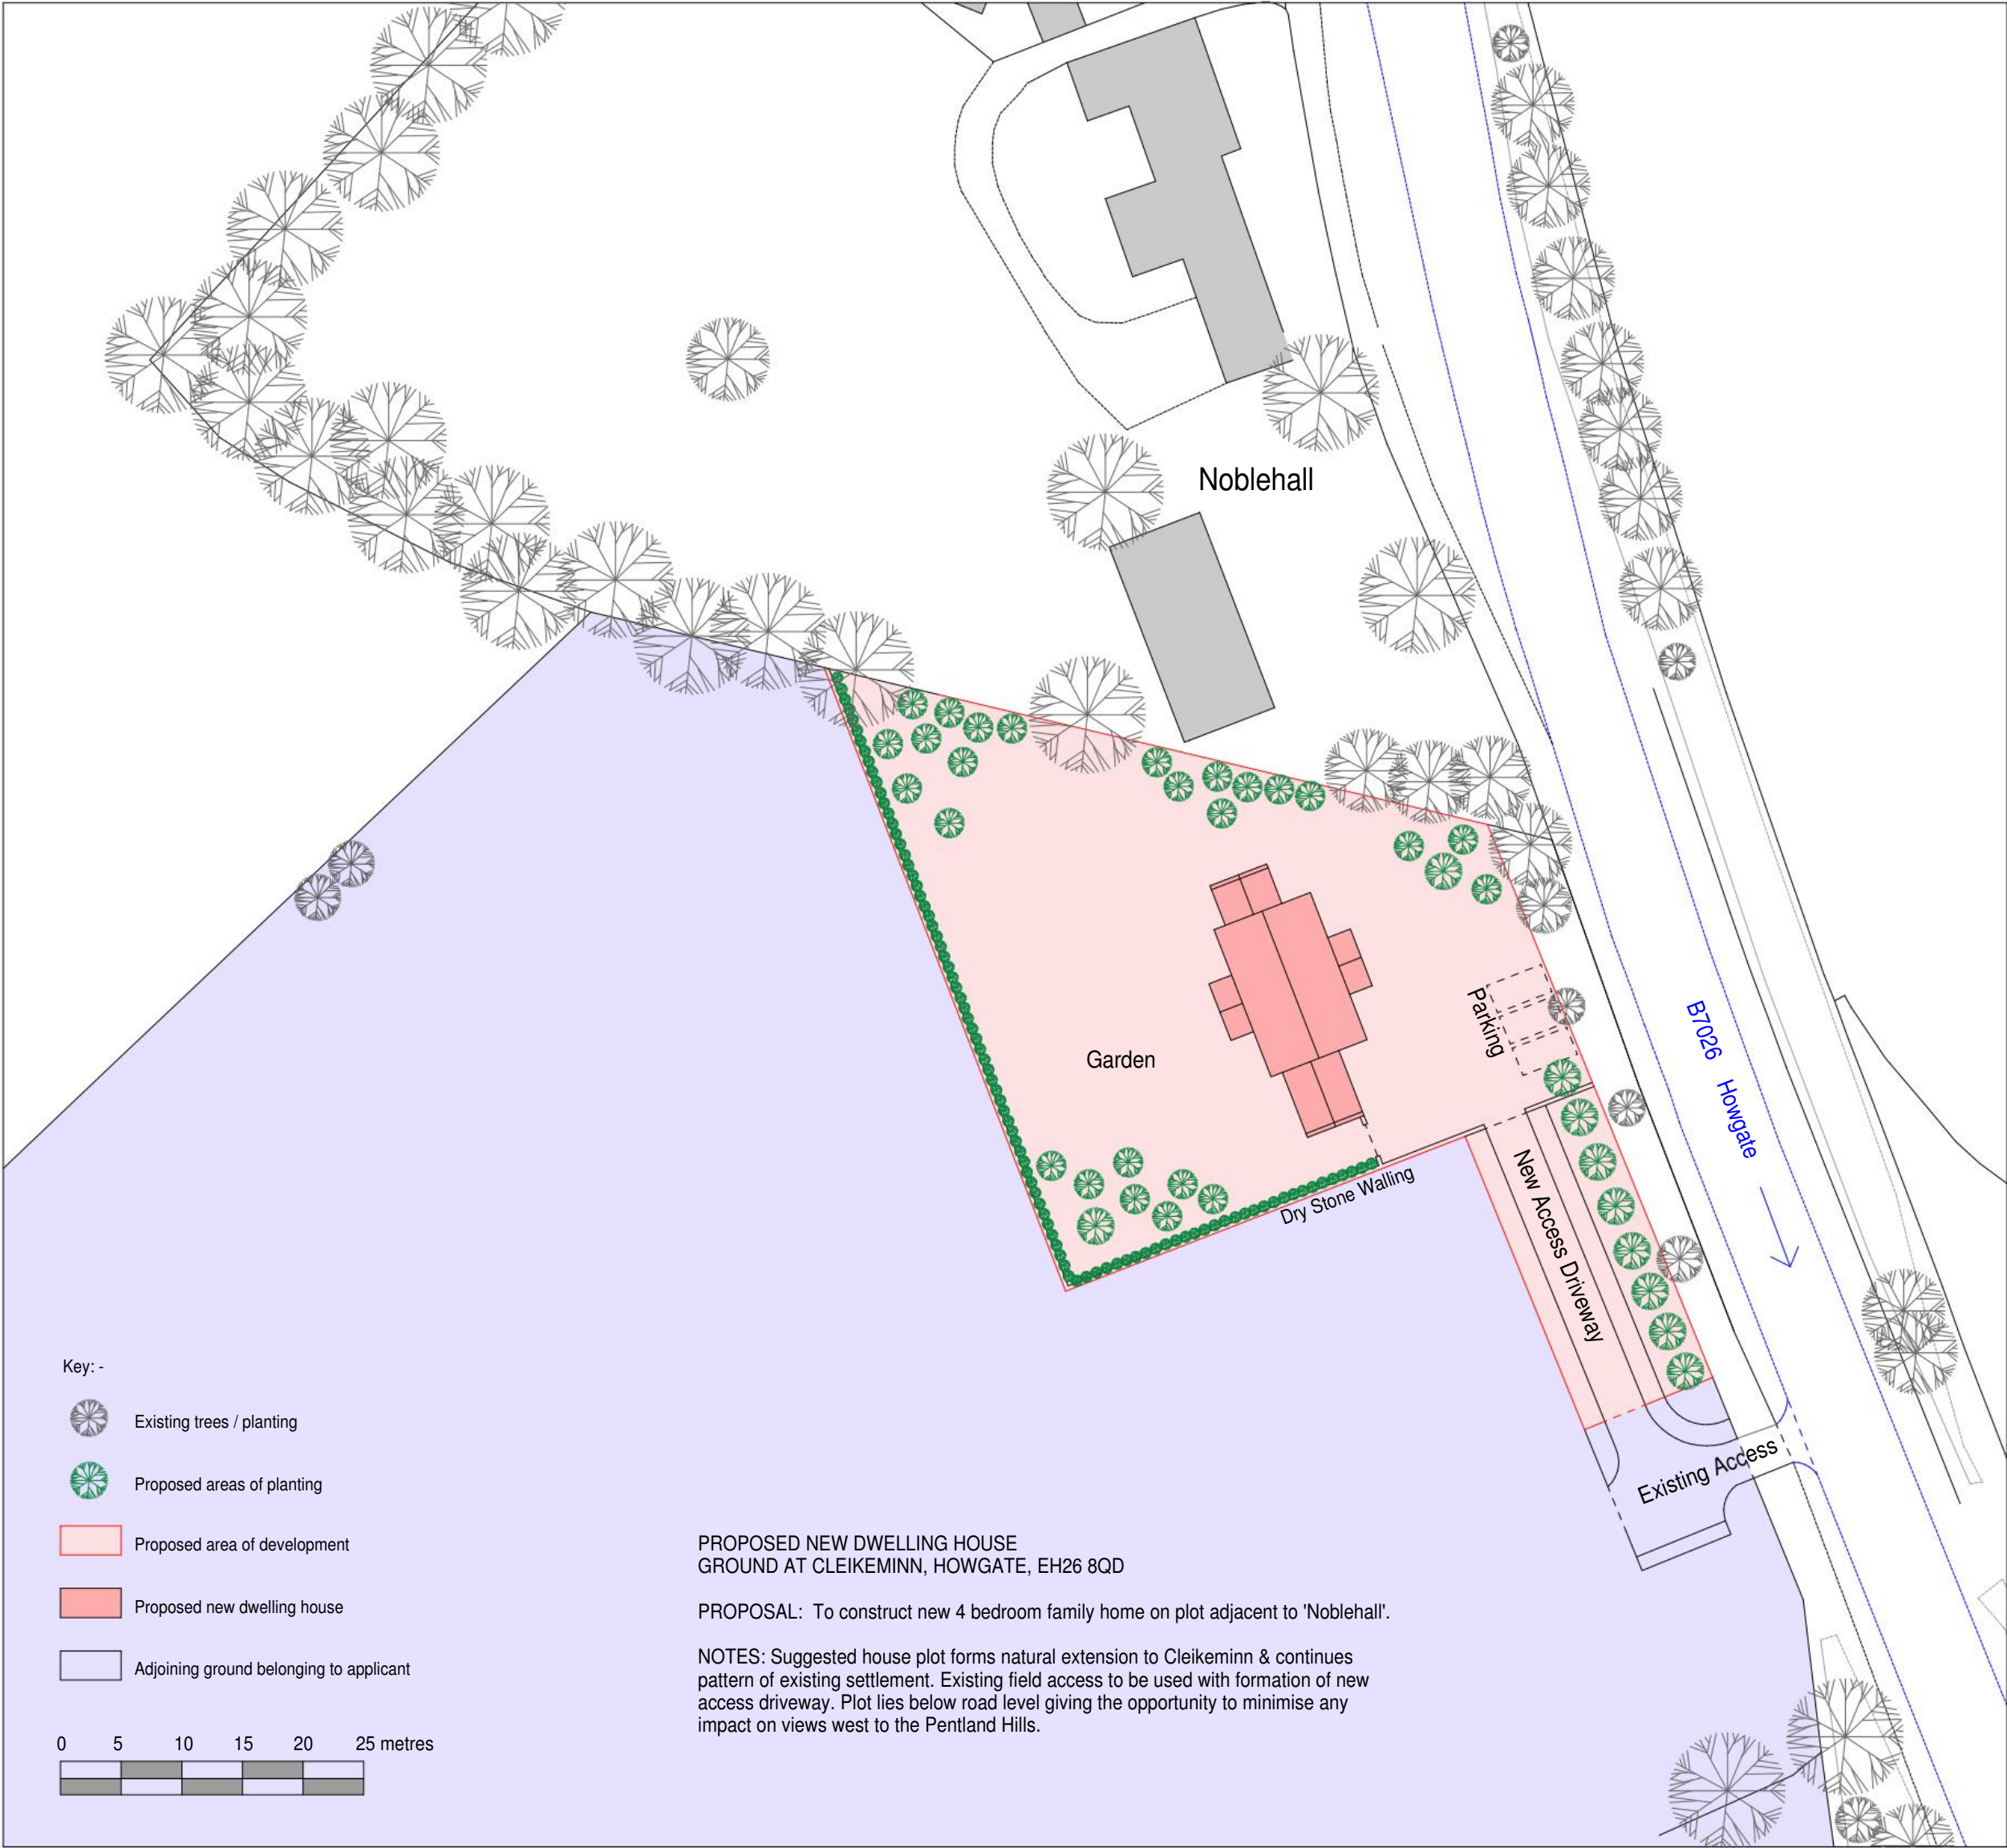 Noblehall
B7026 Howgate
Parking
Garden
Dry Stone Walling
New Access Driveway
Existing Access
Key: -
Existing trees / planting
Proposed areas of planting
Proposed area of development
Proposed new dwelling house
Adjoining ground belonging to applicant
0 5 10 15 20 25 metres
PROPOSED NEW DWELLING HOUSE
GROUND AT CLEIKEMINN, HOWGATE, EH26 8QD
PROPOSAL: To construct new 4 bedroom family home on plot adjacent to 'Noblehall'.
NOTES: Suggested house plot forms natural extension to Cleikeminn & continues
pattern of existing settlement. Existing field access to be used with formation of new
access driveway. Plot lies below road level giving the opportunity to minimise any
impact on views west to the Pentland Hills.